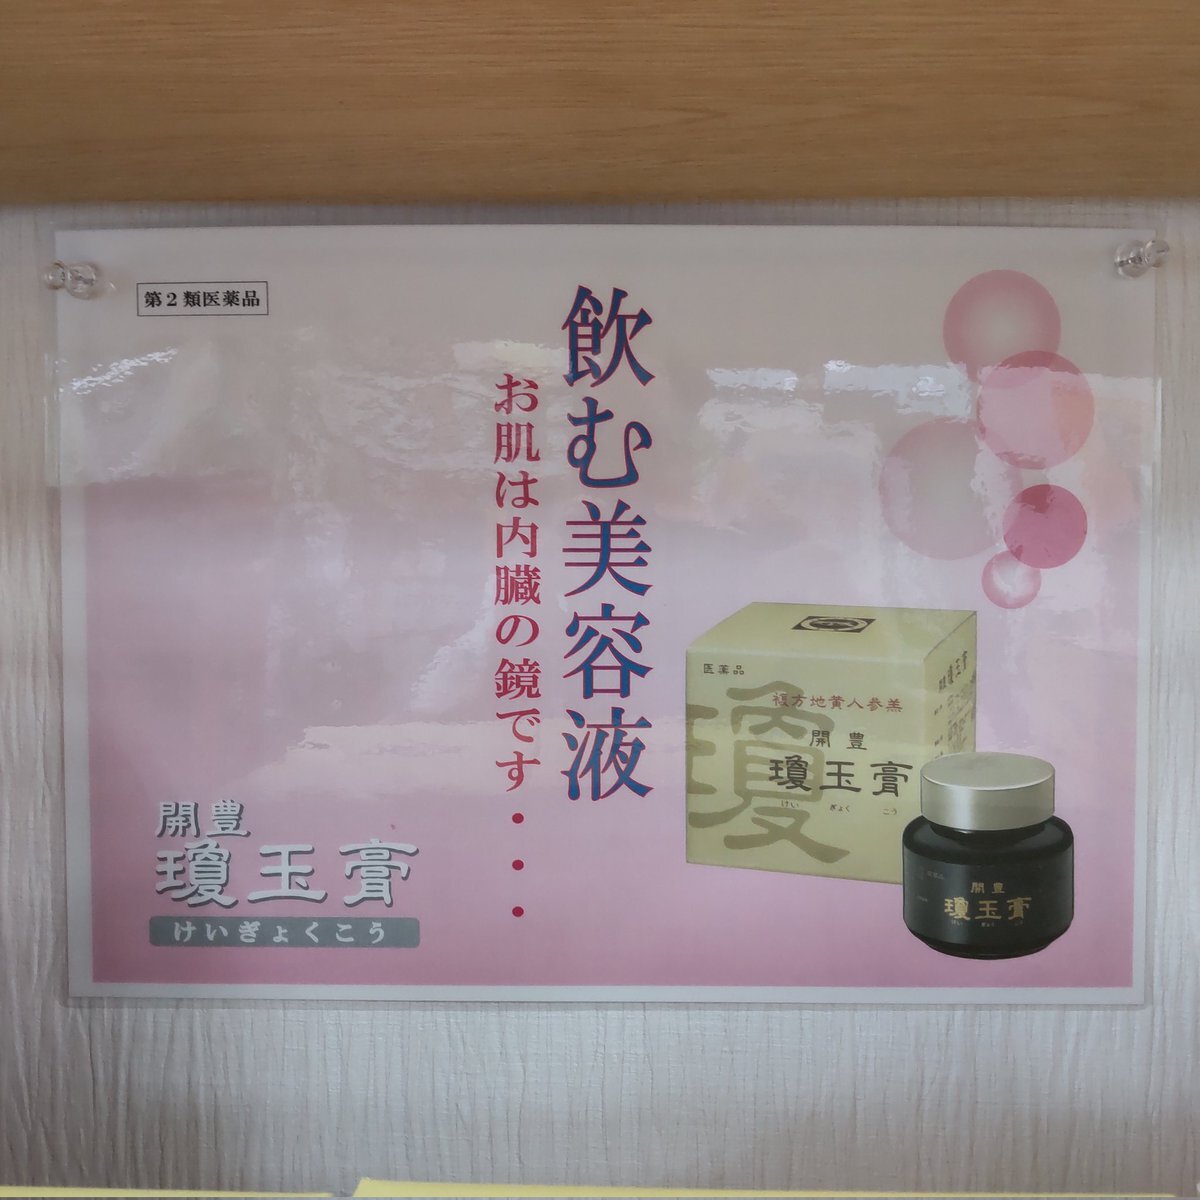 第2類医薬品
飲む美容液
お肌は内臓の鏡です・・・
医薬品
複方地黄人参羔
開豊
瓊玉膏
けい ぎょく こう
瓊
開豊
瓊玉膏
開豊
瓊玉膏
けいぎょくこう